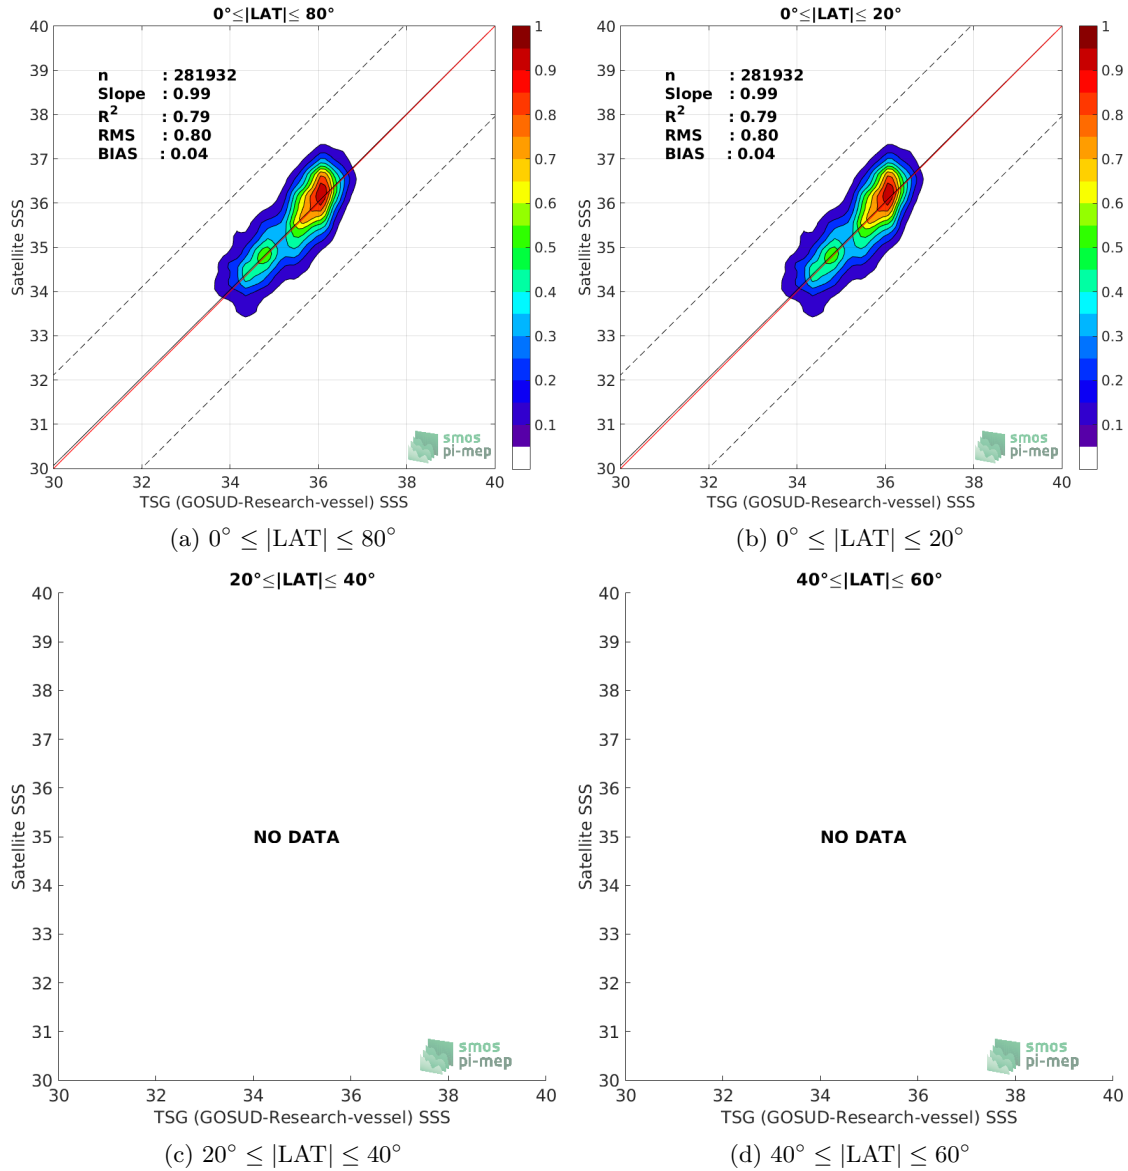 0°≤|LAT|≤ 80°
40
39
38
37
36
35
34
33
32
31
30
Satellite SSS
n : 281932
Slope : 0.99
R² : 0.79
RMS : 0.80
BIAS : 0.04
smos
pi-mep
30 32 34 36 38 40
TSG (GOSUD-Research-vessel) SSS
1
0.9
0.8
0.7
0.6
0.5
0.4
0.3
0.2
0.1
(a) 0° ≤ |LAT| ≤ 80°
0°≤|LAT|≤ 20°
40
39
38
37
36
35
34
33
32
31
30
Satellite SSS
n : 281932
Slope : 0.99
R² : 0.79
RMS : 0.80
BIAS : 0.04
smos
pi-mep
30 32 34 36 38 40
TSG (GOSUD-Research-vessel) SSS
1
0.9
0.8
0.7
0.6
0.5
0.4
0.3
0.2
0.1
(b) 0° ≤ |LAT| ≤ 20°
20°≤|LAT|≤ 40°
40
39
38
37
36
35
34
33
32
31
30
Satellite SSS
NO DATA
smos
pi-mep
30 32 34 36 38 40
TSG (GOSUD-Research-vessel) SSS
(c) 20° ≤ |LAT| ≤ 40°
40°≤|LAT|≤ 60°
40
39
38
37
36
35
34
33
32
31
30
Satellite SSS
NO DATA
smos
pi-mep
30 32 34 36 38 40
TSG (GOSUD-Research-vessel) SSS
(d) 40° ≤ |LAT| ≤ 60°